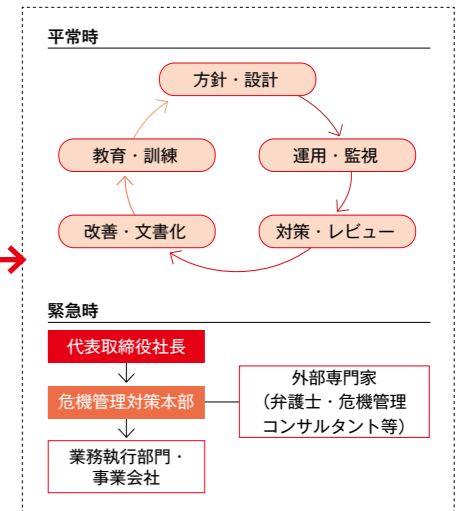 平常時
方針・設計
教育・訓練
運用・監視
改善・文書化
対策・レビュー
緊急時
代表取締役社長
危機管理対策本部
外部専門家
（弁護士・危機管理
コンサルタント等）
業務執行部門・
事業会社